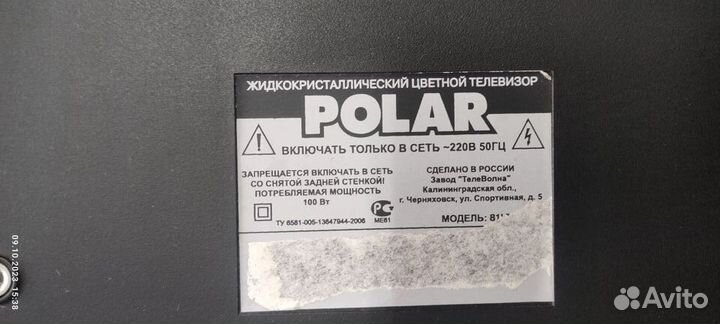 ЖИДКОКРИСТАЛЛИЧЕСКИЙ ЦВЕТНОЙ ТЕЛЕВИЗОР
POLAR
ВКЛЮЧАТЬ ТОЛЬКО В СЕТЬ ~220В 50ГЦ
ЗАПРЕЩАЕТСЯ ВКЛЮЧАТЬ В СЕТЬ
СО СНЯТОЙ ЗАДНЕЙ СТЕНКОЙ!
ПОТРЕБЛЯЕМАЯ МОЩНОСТЬ
100 Вт
СДЕЛАНО В РОССИИ
Завод "ТелеВолна"
Калининградская обл.,
г. Черняховск, ул. Спортивная, д. 5
МЕ61
ТУ 6581-005-13647944-2006
МОДЕЛЬ:
09.10.2023 15:38
Avito